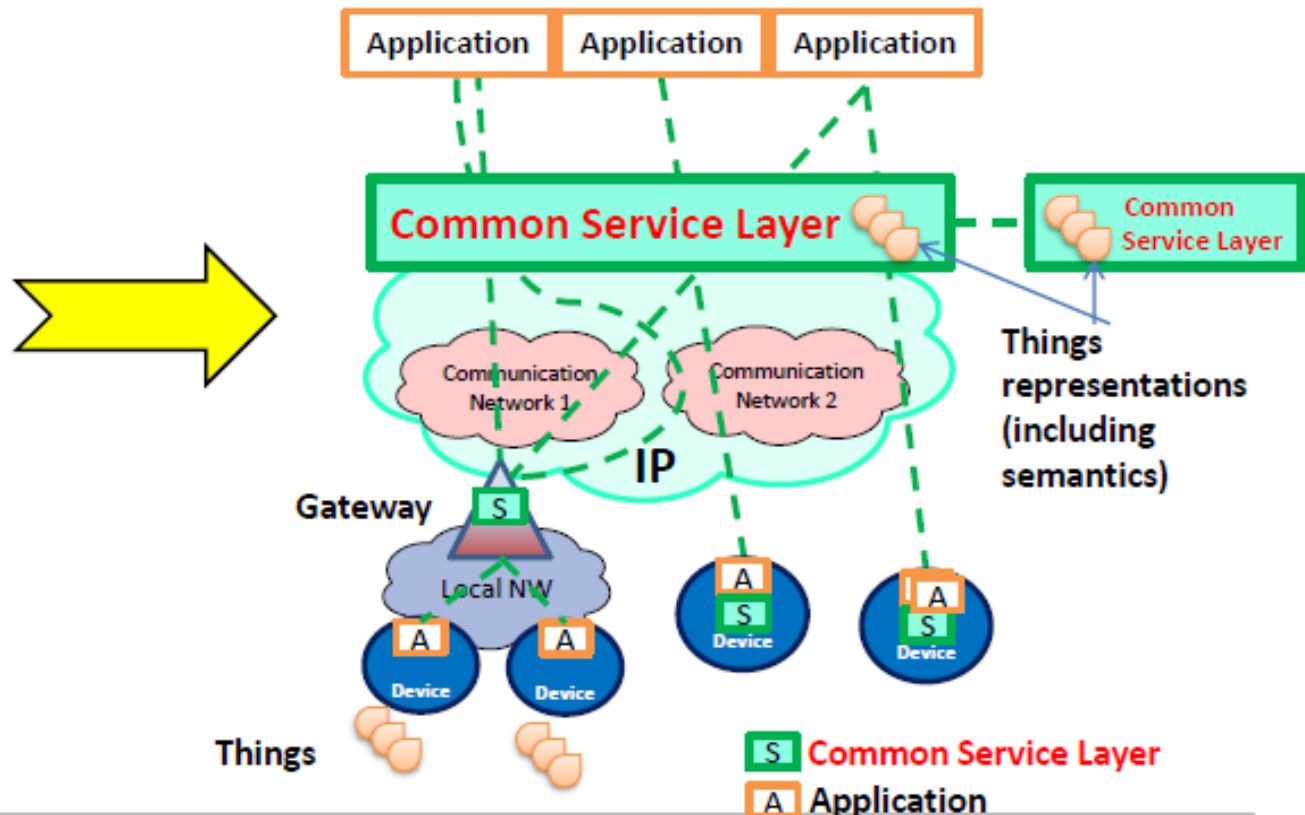 Application
Application
Application
Common Service Layer
Common
Service Layer
Things
representations
(including
semantics)
Communication
Network 1
Communication
Network 2
IP
Gateway
S
Local NW
A
Device
A
Device
A
S
Device
A
S
Device
Things
S Common Service Layer
A Application